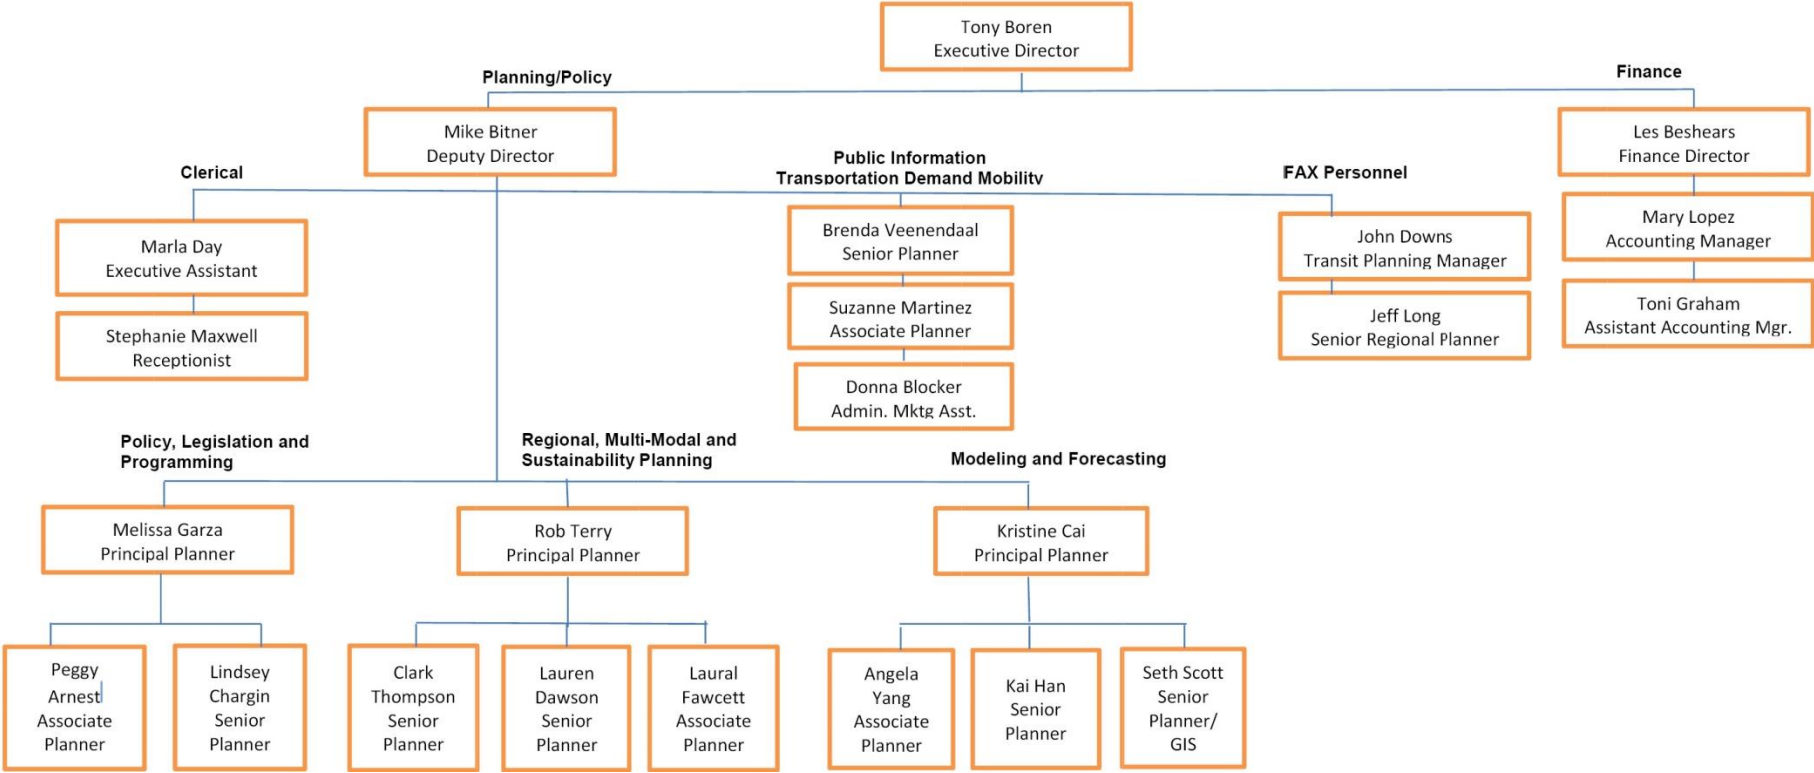 Tony Boren
Executive Director
Planning/Policy
Finance
Mike Bitner
Deputy Director
Les Beshears
Finance Director
Clerical
Public Information
Transportation Demand Mobility
FAX Personnel
Marla Day
Executive Assistant
Brenda Veenendaal
Senior Planner
John Downs
Transit Planning Manager
Mary Lopez
Accounting Manager
Stephanie Maxwell
Receptionist
Suzanne Martinez
Associate Planner
Jeff Long
Senior Regional Planner
Toni Graham
Assistant Accounting Mgr.
Donna Blocker
Admin. Mktg Asst.
Policy, Legislation and
Programming
Regional, Multi-Modal and
Sustainability Planning
Modeling and Forecasting
Melissa Garza
Principal Planner
Rob Terry
Principal Planner
Kristine Cai
Principal Planner
Peggy
Arnest
Associate
Planner
Lindsey
Chargin
Senior
Planner
Clark
Thompson
Senior
Planner
Lauren
Dawson
Senior
Planner
Laural
Fawcett
Associate
Planner
Angela
Yang
Associate
Planner
Kai Han
Senior
Planner
Seth Scott
Senior
Planner/
GIS